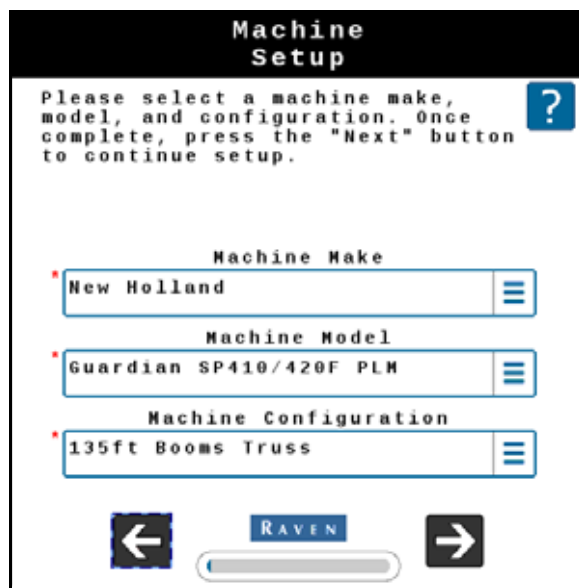 Machine
Setup
Please select a machine make,
model, and configuration. Once
complete, press the "Next" button
to continue setup.
?
Machine Make
* New Holland
Machine Model
* Guardian SP410/420F PLM
Machine Configuration
* 135ft Booms Truss
RAVEN